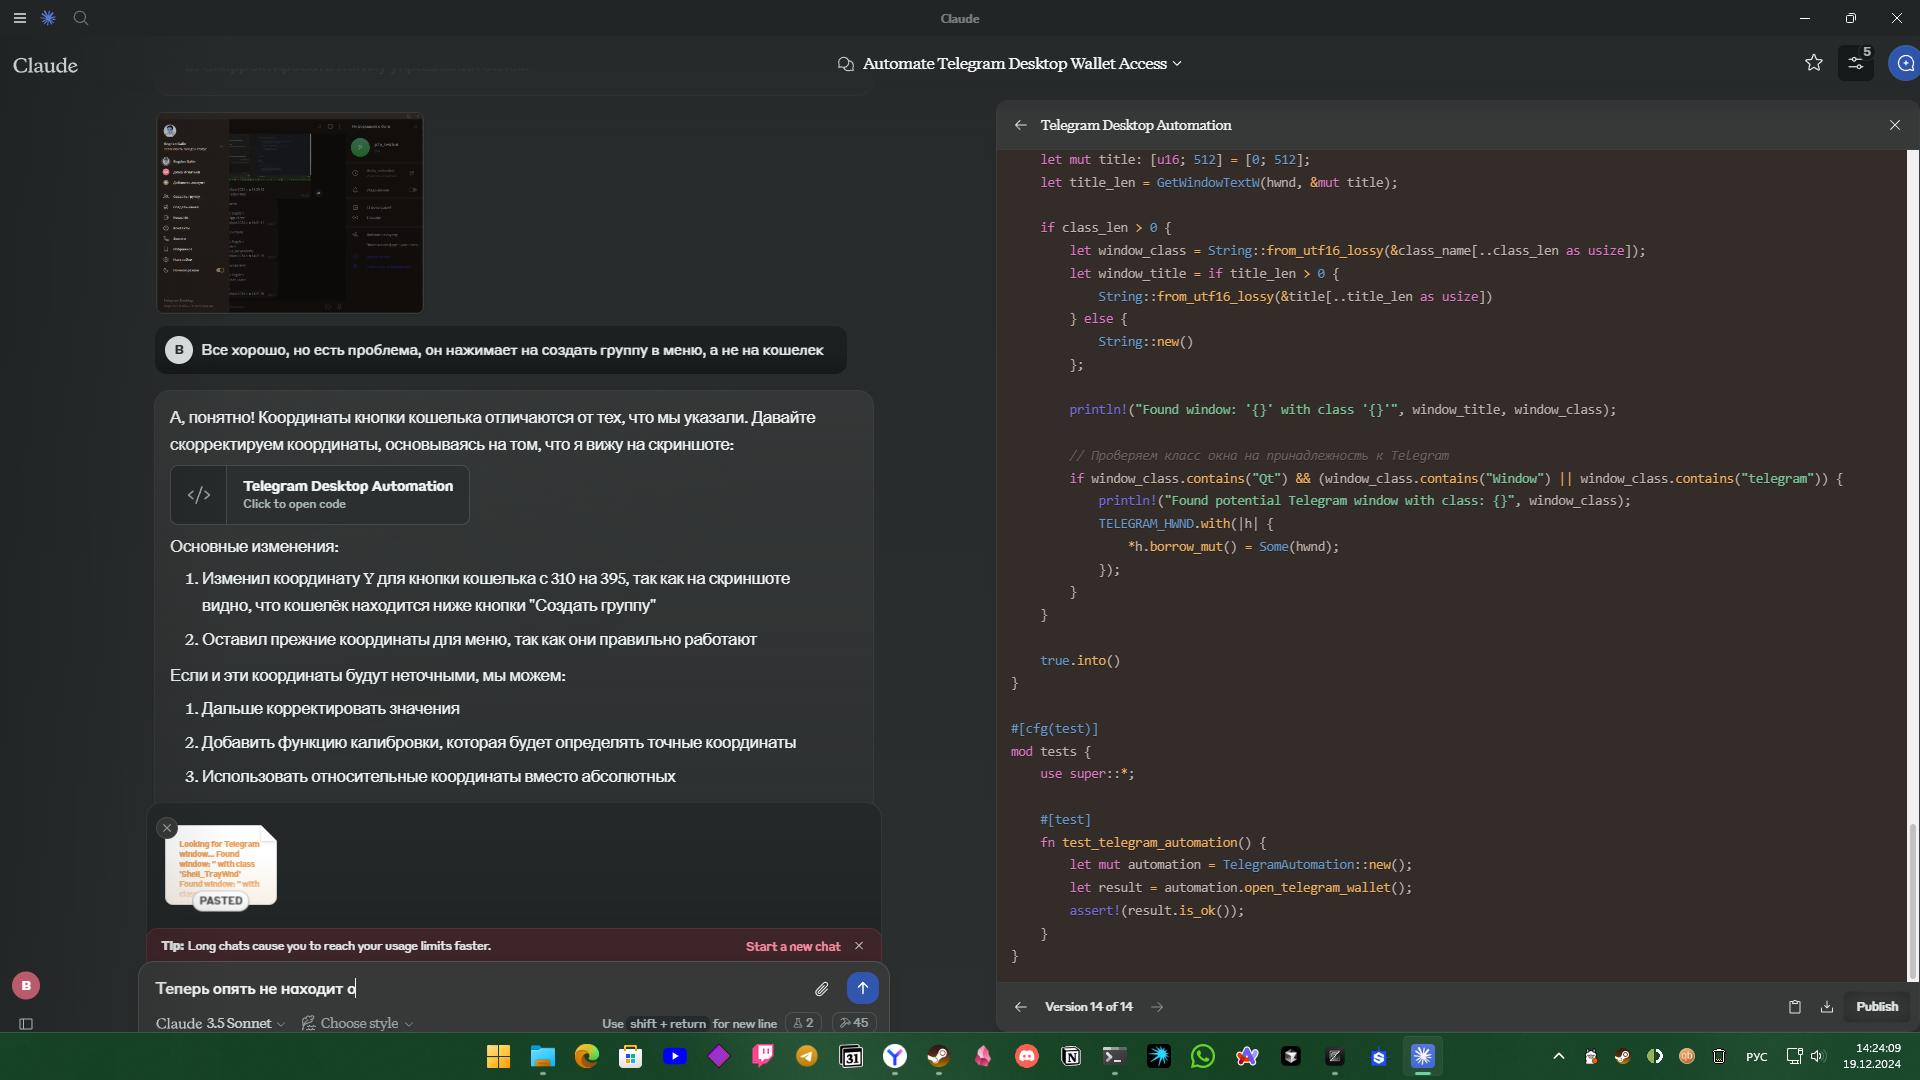 Claude
Claude
Automate Telegram Desktop Wallet Access
5
Все хорошо, но есть проблема, он нажимает на создать группу в меню, а не на кошелек
B
А, понятно! Координаты кнопки кошелька отличаются от тех, что мы указали. Давайте
скорректируем координаты, основываясь на том, что я вижу на скриншоте:
</>
Telegram Desktop Automation
Click to open code
Основные изменения:
1. Изменил координату Y для кнопки кошелька с 310 на 395, так как на скриншоте
видно, что кошелёк находится ниже кнопки "Создать группу"
2. Оставил прежние координаты для меню, так как они правильно работают
Если и эти координаты будут неточными, мы можем:
1. Дальше корректировать значения
2. Добавить функцию калибровки, которая будет определять точные координаты
3. Использовать относительные координаты вместо абсолютных
Looking for Telegram
window... Found
window: '' with class
'Shell_TrayWnd'
Found window: '' with
PASTED
Tip: Long chats cause you to reach your usage limits faster.
Start a new chat
B
Теперь опять не находит о
Claude 3.5 Sonnet
Choose style
Use shift + return for new line
2
45
Telegram Desktop Automation
let mut title: [u16; 512] = [0; 512];
let title_len = GetWindowTextW(hwnd, &mut title);
if class_len > 0 {
let window_class = String::from_utf16_lossy(&class_name[..class_len as usize]);
let window_title = if title_len > 0 {
String::from_utf16_lossy(&title[..title_len as usize])
} else {
String::new()
};
println!("Found window: '{}' with class '{}'", window_title, window_class);
// Проверяем класс окна на принадлежность к Telegram
if window_class.contains("Qt") && (window_class.contains("Window") || window_class.contains("telegram")) {
println!("Found potential Telegram window with class: {}", window_class);
TELEGRAM_HWND.with(|h| {
*h.borrow_mut() = Some(hwnd);
});
}
}
true.into()
}
#[cfg(test)]
mod tests {
use super::*;
#[test]
fn test_telegram_automation() {
let mut automation = TelegramAutomation::new();
let result = automation.open_telegram_wallet();
assert!(result.is_ok());
}
}
Version 14 of 14
Publish
31
РУС
14:24:09
19.12.2024